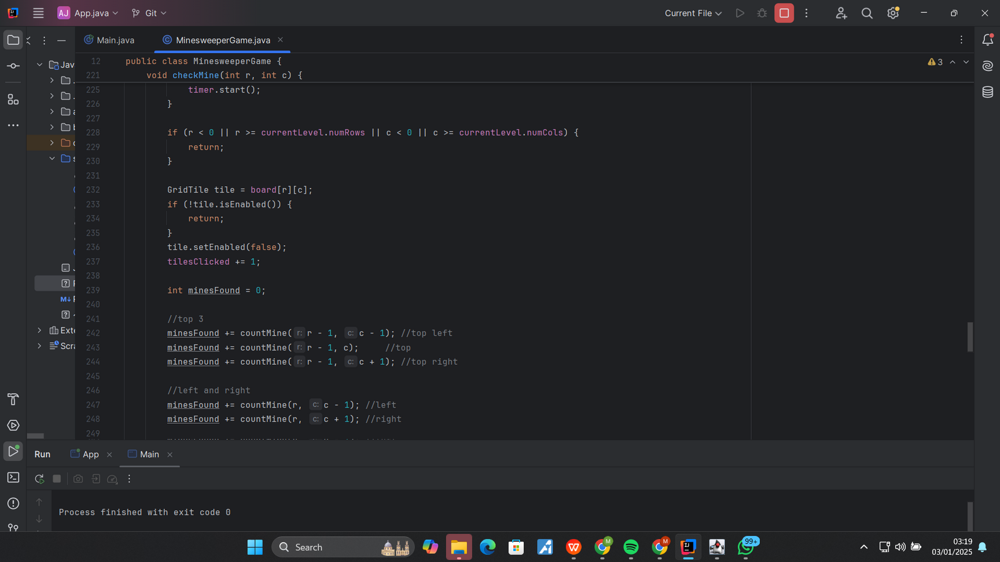 AJ App.java
Git
Current File
Main.java
MinesweeperGame.java
12 public class MinesweeperGame {
3
221 void checkMine(int r, int c) {
225 timer.start();
226 }
227
228 if (r < 0 || r >= currentLevel.numRows || c < 0 || c >= currentLevel.numCols) {
229 return;
230 }
231
232 GridTile tile = board[r][c];
233 if (!tile.isEnabled()) {
234 return;
235 }
236 tile.setEnabled(false);
237 tilesClicked += 1;
238
239 int minesFound = 0;
240
241 //top 3
242 minesFound += countMine( r: r - 1, c: c - 1); //top left
243 minesFound += countMine( r: r - 1, c); //top
244 minesFound += countMine( r: r - 1, c: c + 1); //top right
245
246 //left and right
247 minesFound += countMine(r, c: c - 1); //left
248 minesFound += countMine(r, c: c + 1); //right
249
Jav
Exte
Scra
Run
App
Main
Process finished with exit code 0
Search
99+
03:19
03/01/2025